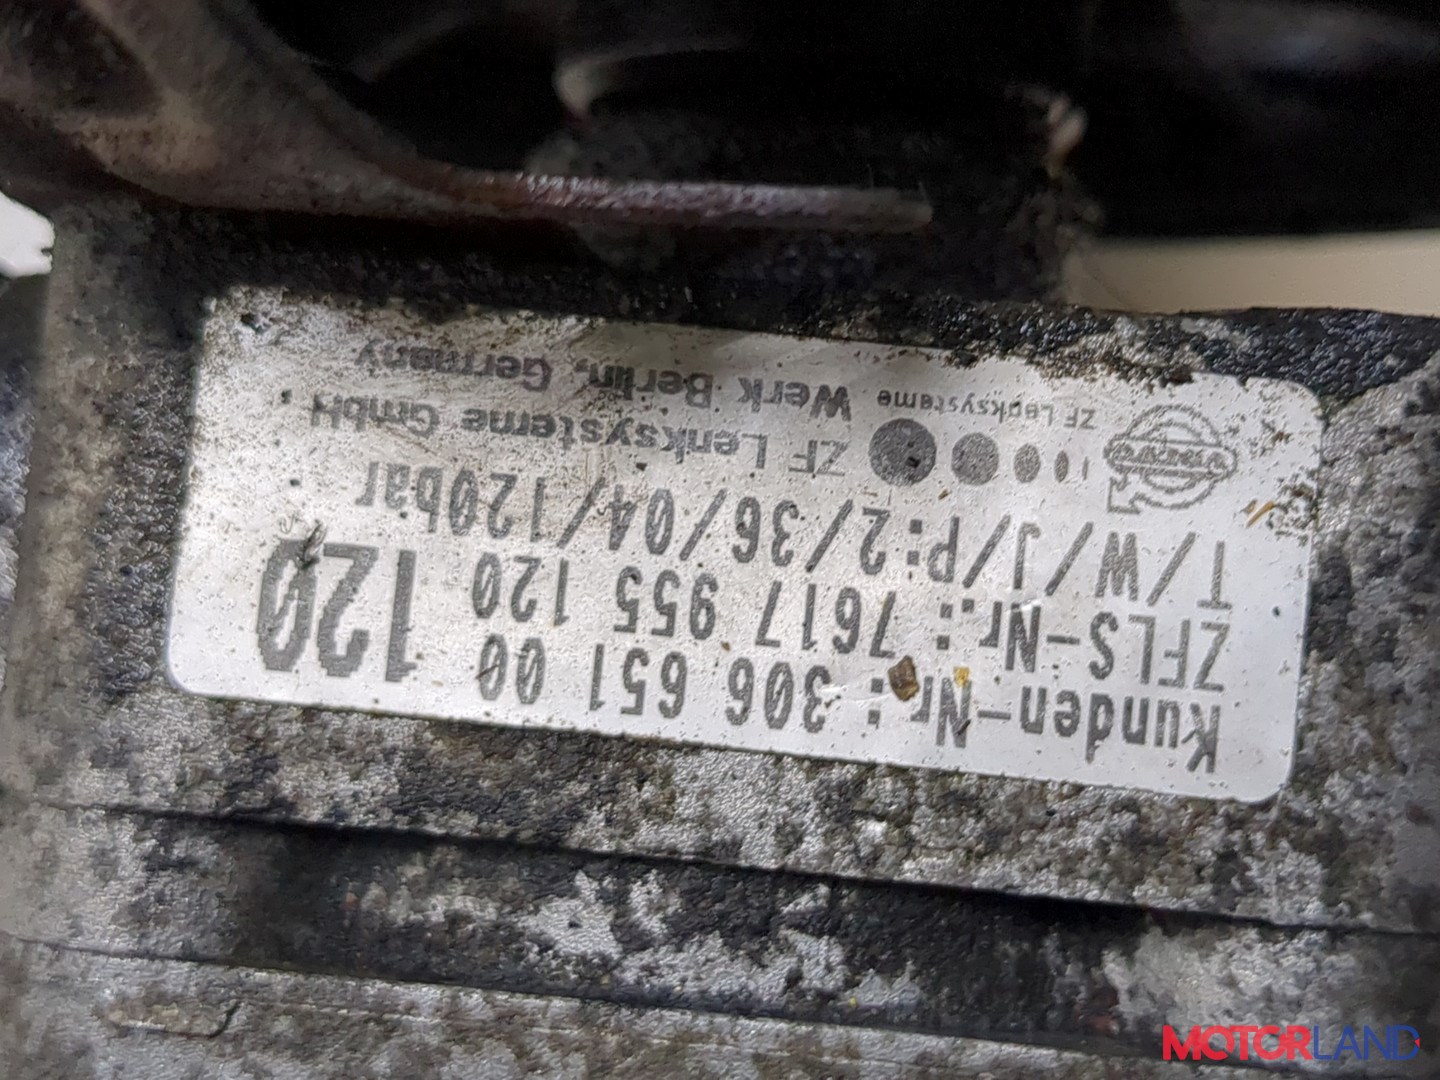 Kunden-Nr.: 306 651 00
ZFLS-Nr.: 7617 955 120 120
T/W/J/P:2/36/04/120bar
ZF Lenksysteme GmbH
ZF Lenksysteme Werk Berlin, Germany
MOTORLAND